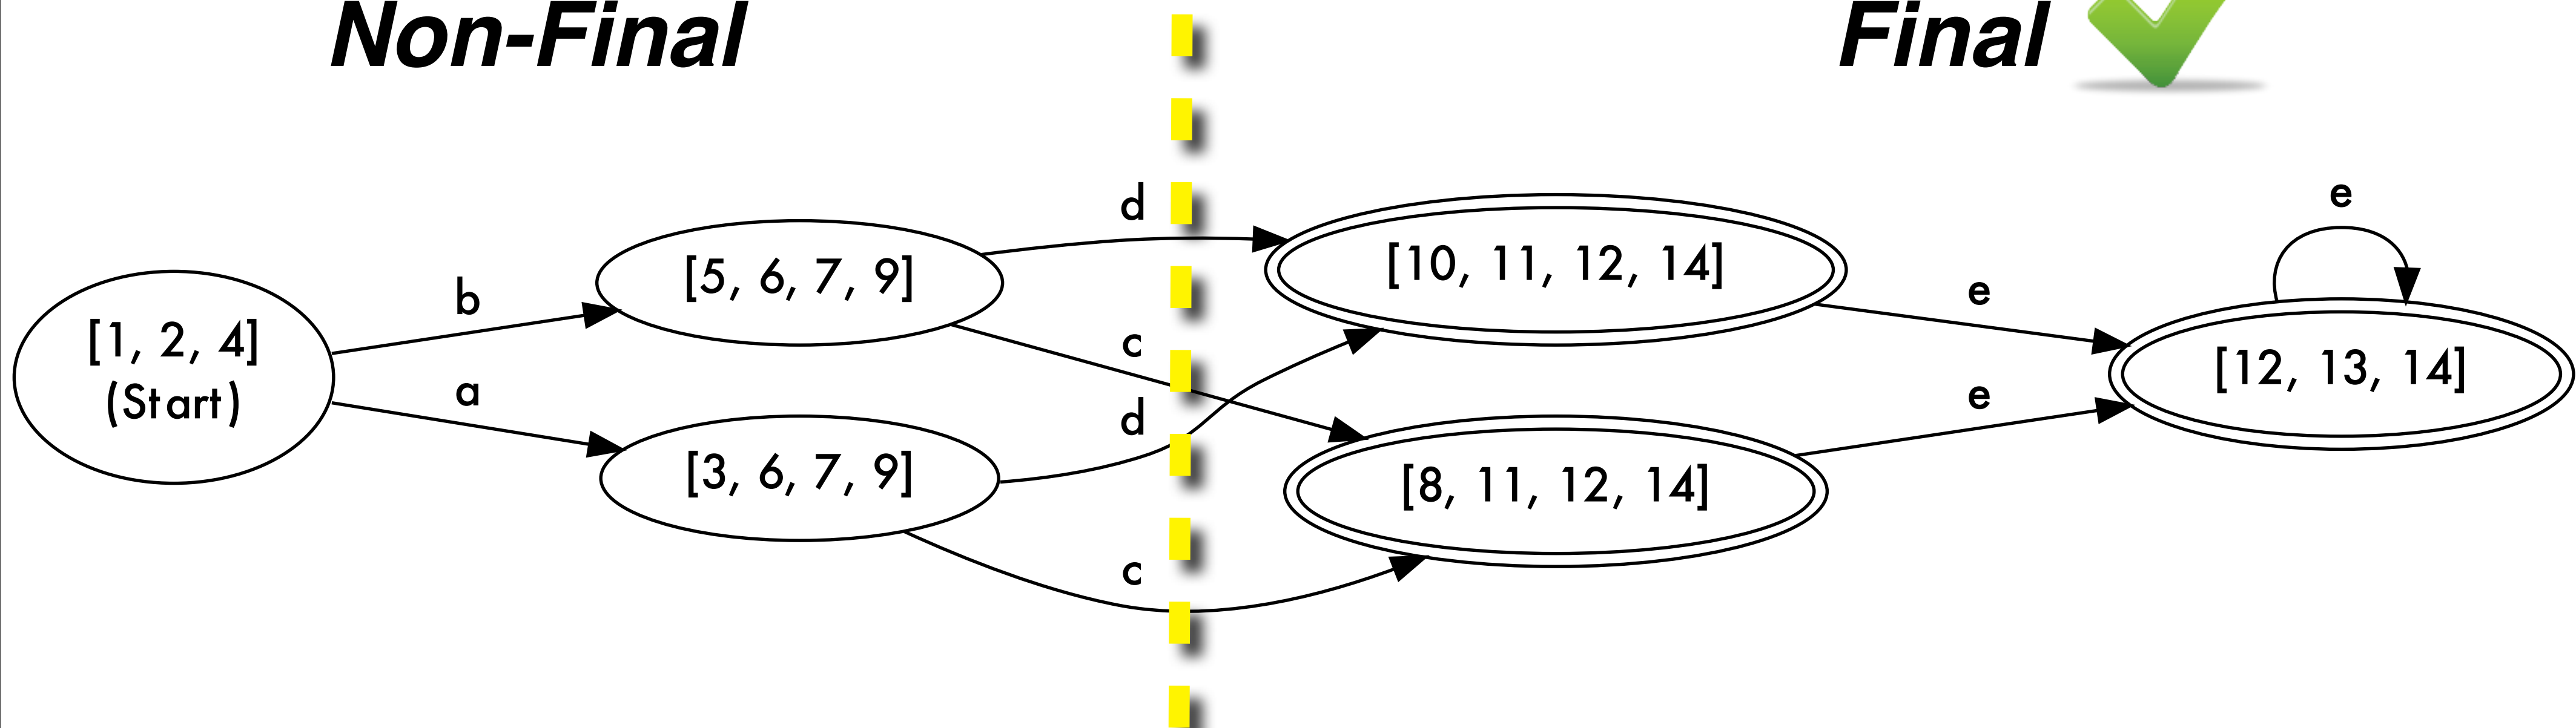 Non-Final
Final
[1, 2, 4]
(Start)
b
a
[5, 6, 7, 9]
[3, 6, 7, 9]
d
c
d
c
[10, 11, 12, 14]
[8, 11, 12, 14]
e
e
e
[12, 13, 14]